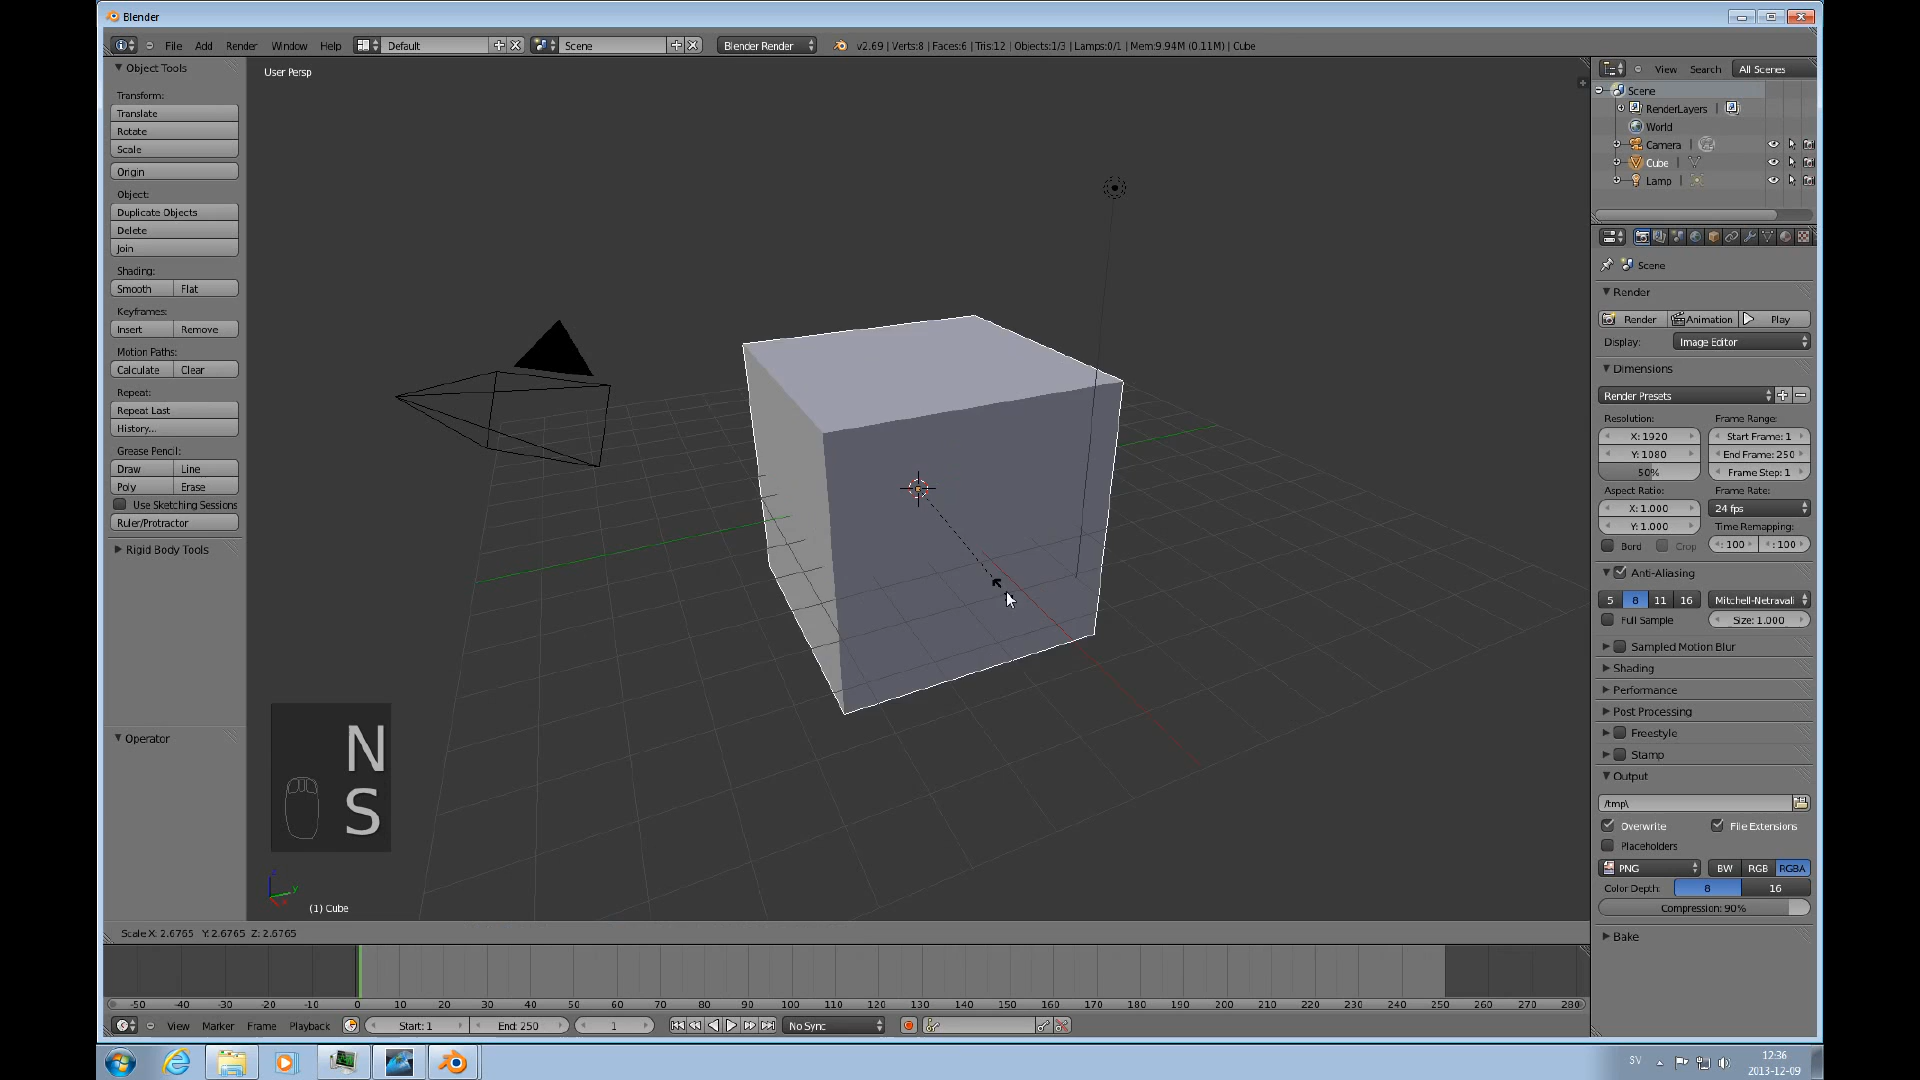 Blender
File Add Render Window Help Default Scene Blender Render v2.69 | Verts:8 | Faces:6 | Tris:12 | Objects:1/3 | Lamps:0/1 | Mem:9.94M (0.11M) | Cube
Object Tools
Transform:
Translate
Rotate
Scale
Origin
Object:
Duplicate Objects
Delete
Join
Shading:
Smooth Flat
Keyframes:
Insert Remove
Motion Paths:
Calculate Clear
Repeat:
Repeat Last
History...
Grease Pencil:
Draw Line
Poly Erase
Use Sketching Sessions
Ruler/Protractor
Rigid Body Tools
Operator
User Persp
N
S
z
y
x
(1) Cube
Scale X: 2.6765 Y: 2.6765 Z: 2.6765
View Search All Scenes
Scene
RenderLayers
World
Camera
Cube
Lamp
Scene
Render
Render Animation Play
Display: Image Editor
Dimensions
Render Presets
Resolution: Frame Range:
X: 1920 Start Frame: 1
Y: 1080 End Frame: 250
50% Frame Step: 1
Aspect Ratio: Frame Rate:
X: 1.000 24 fps
Y: 1.000 Time Remapping:
Bord Crop : 100 : 100
Anti-Aliasing
5 8 11 16 Mitchell-Netravali
Full Sample Size: 1.000
Sampled Motion Blur
Shading
Performance
Post Processing
Freestyle
Stamp
Output
/tmp\
Overwrite File Extensions
Placeholders
PNG BW RGB RGBA
Color Depth: 8 16
Compression: 90%
Bake
-50 -40 -30 -20 -10 0 10 20 30 40 50 60 70 80 90 100 110 120 130 140 150 160 170 180 190 200 210 220 230 240 250 260 270 280
View Marker Frame Playback Start: 1 End: 250 1 No Sync
SV 12:36
2013-12-09